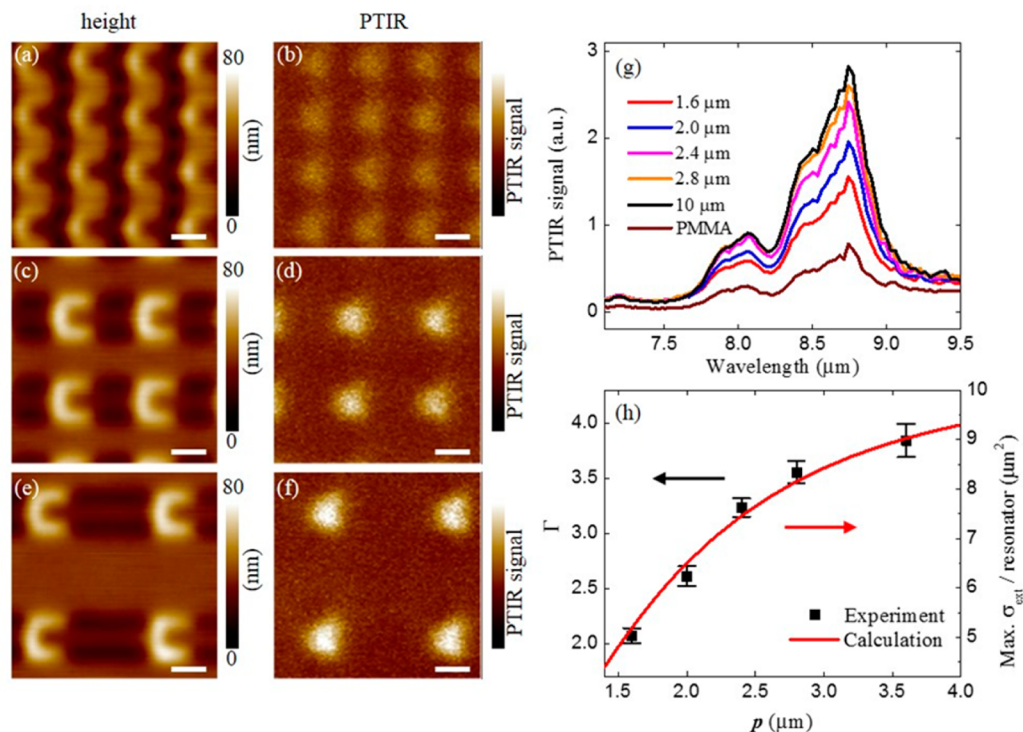 height
PTIR
(a)
80
(nm)
0
(b)
PTIR signal
(c)
80
(nm)
0
(d)
PTIR signal
(e)
80
(nm)
0
(f)
PTIR signal
(g)
3
2
1
0
PTIR signal (a.u.)
1.6 μm
2.0 μm
2.4 μm
2.8 μm
10 μm
PMMA
7.5 8.0 8.5 9.0 9.5
Wavelength (μm)
(h)
4.0
3.5
3.0
2.5
2.0
Γ
10
9
8
7
6
5
Max. σext / resonator (μm²)
Experiment
Calculation
1.5 2.0 2.5 3.0 3.5 4.0
p (μm)